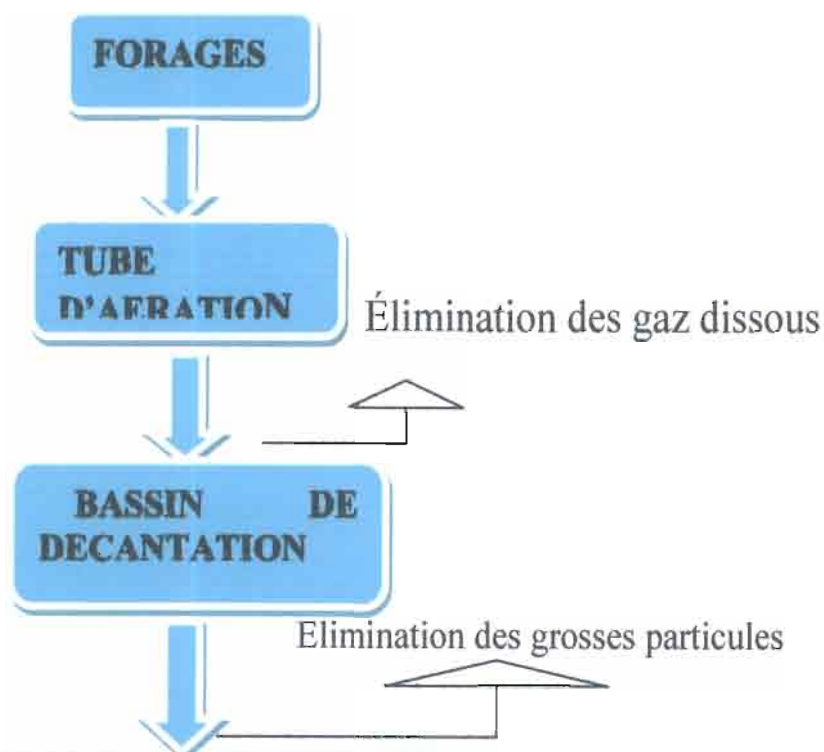 FORAGES
TUBE
D'AERATION
Élimination des gaz dissous
BASSIN DE
DECANTATION
Elimination des grosses particules